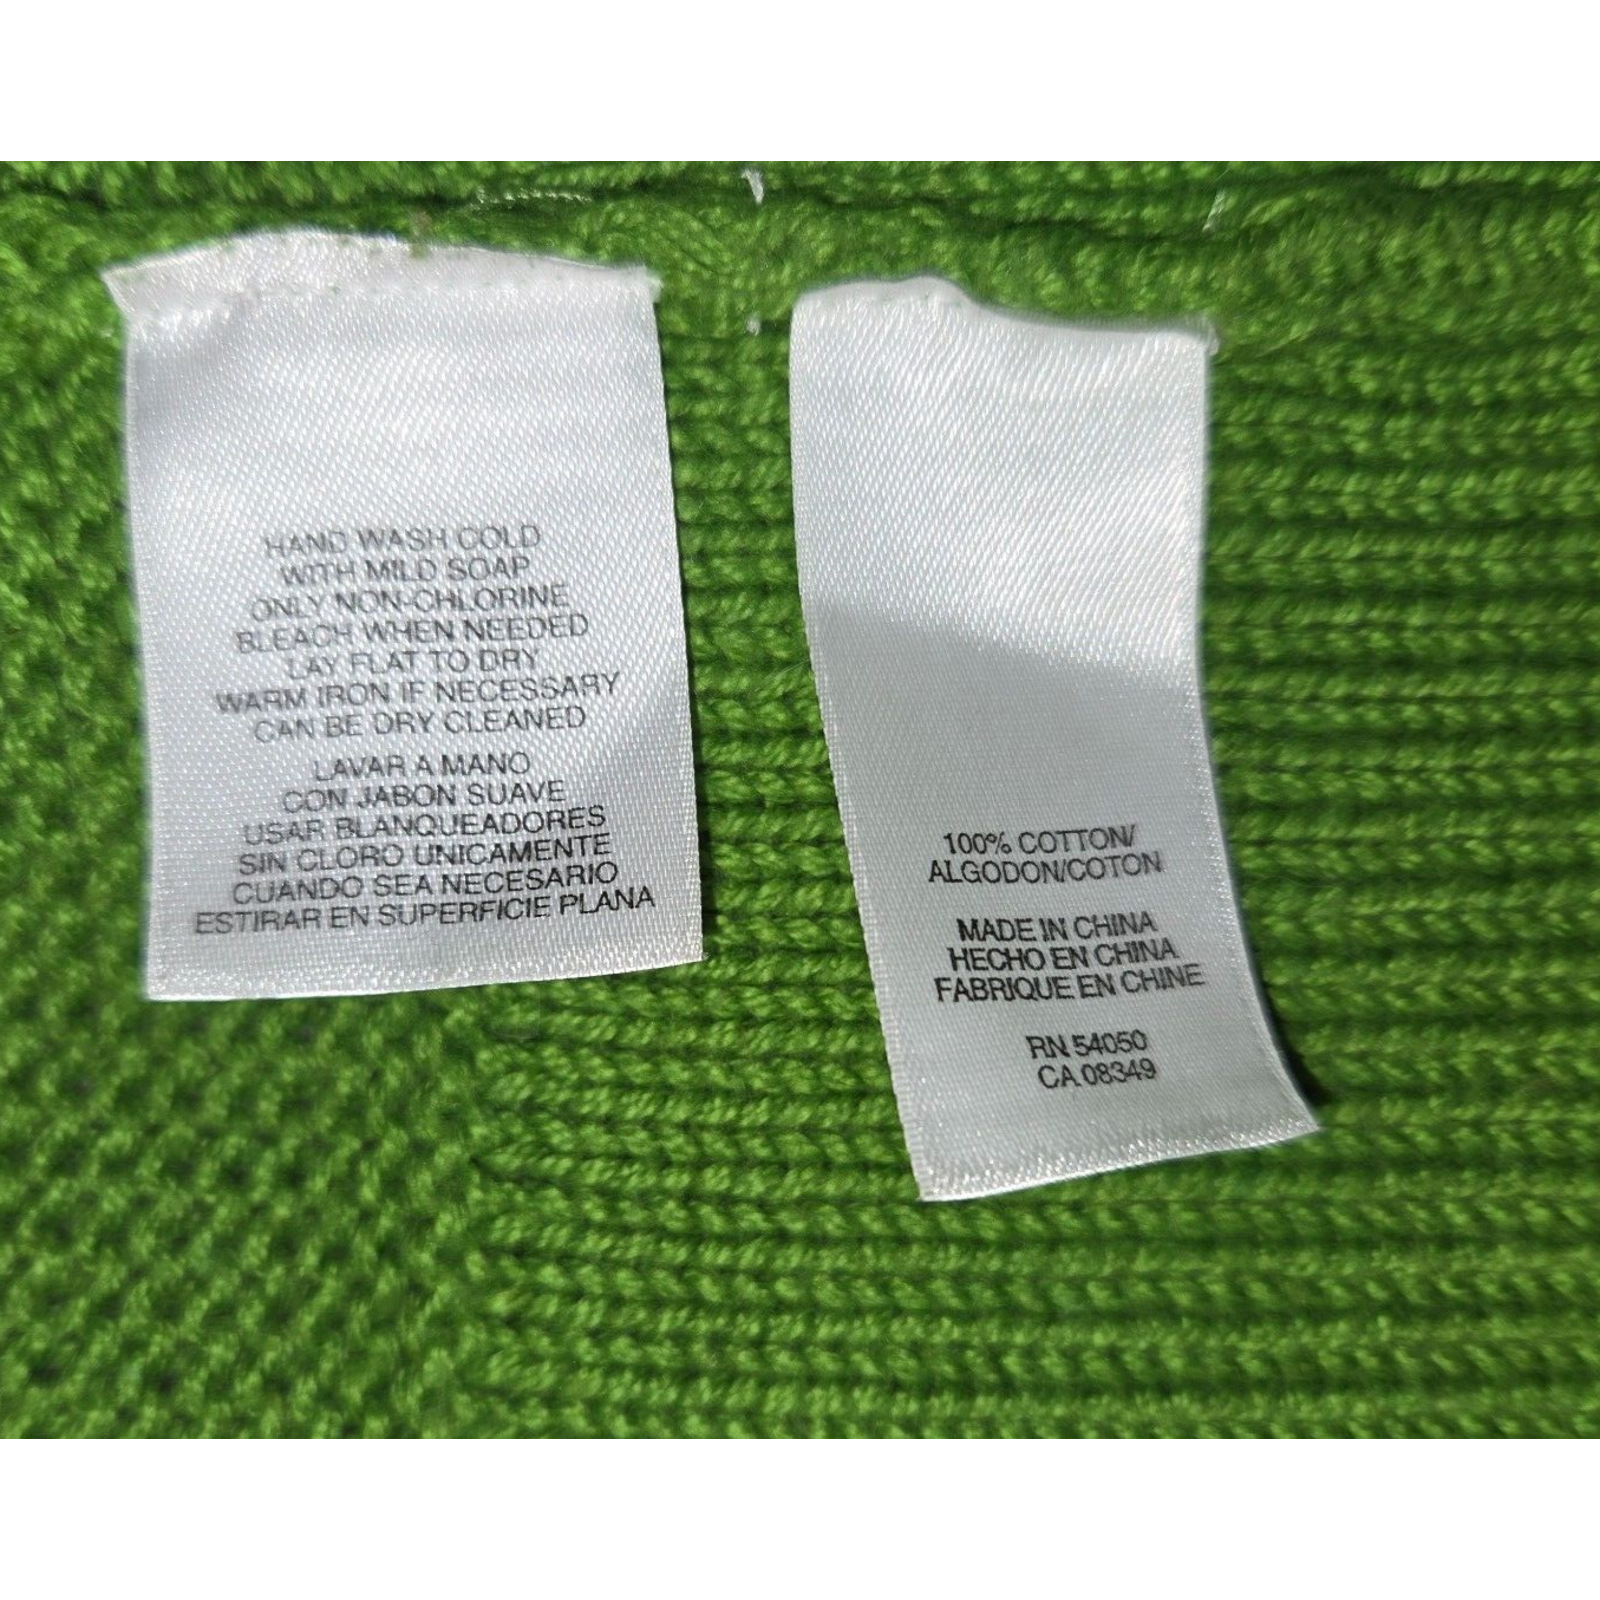 HAND WASH COLD
WITH MILD SOAP
ONLY NON-CHLORINE
BLEACH WHEN NEEDED
LAY FLAT TO DRY
WARM IRON IF NECESSARY
CAN BE DRY CLEANED
LAVAR A MANO
CON JABON SUAVE
USAR BLANQUEADORES
SIN CLORO UNICAMENTE
CUANDO SEA NECESARIO
ESTIRAR EN SUPERFICIE PLANA
100% COTTON/
ALGODON/COTON
MADE IN CHINA
HECHO EN CHINA
FABRIQUE EN CHINE
RN 54050
CA 08349